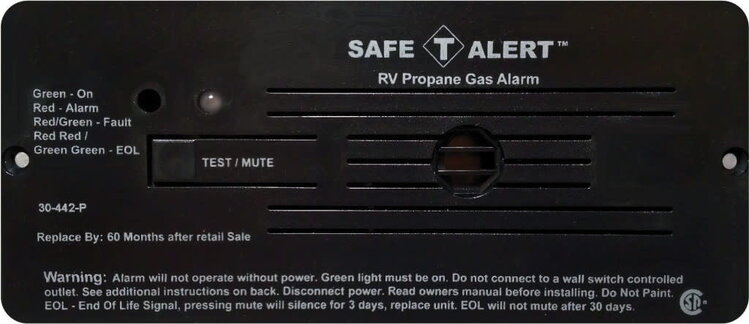 SAFE T ALERT™
RV Propane Gas Alarm
Green - On
Red - Alarm
Red/Green - Fault
Red Red /
Green Green - EOL
TEST / MUTE
30-442-P
Replace By: 60 Months after retail Sale
Warning: Alarm will not operate without power. Green light must be on. Do not connect to a wall switch controlled
outlet. See additional instructions on back. Disconnect power. Read owners manual before installing. Do Not Paint.
EOL - End Of Life Signal, pressing mute will silence for 3 days, replace unit. EOL will not mute after 30 days.
SA